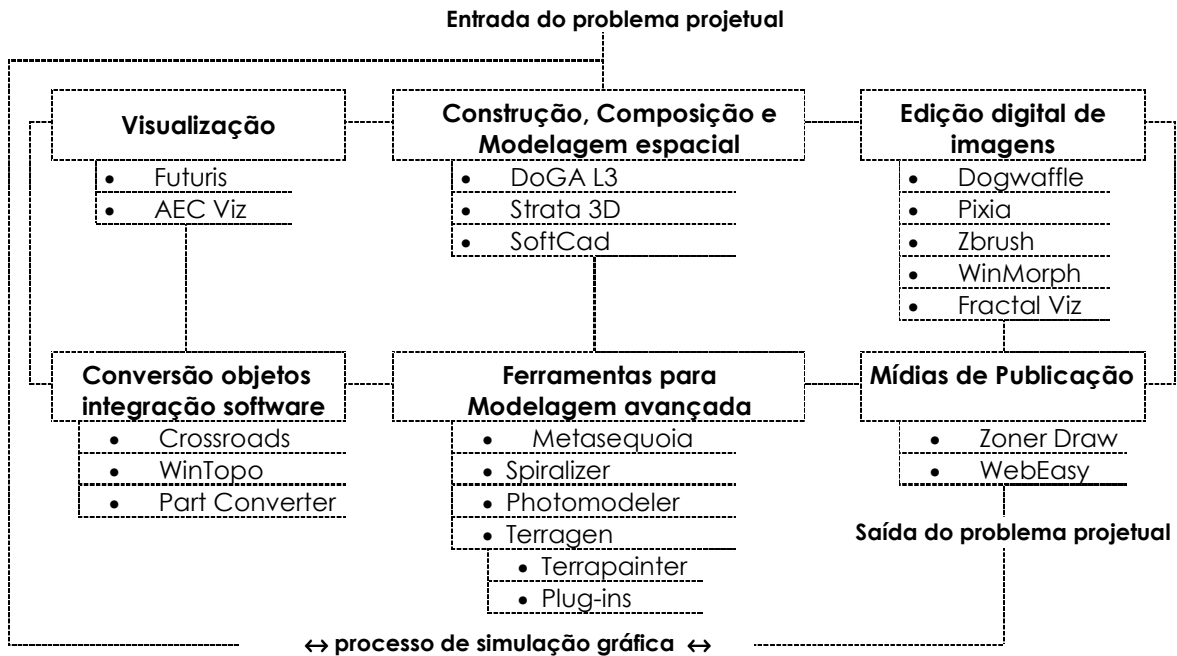 Entrada do problema projetual
Visualização
• Futuris
• AEC Viz
Construção, Composição e
Modelagem espacial
• DoGA L3
• Strata 3D
• SoftCad
Edição digital de
imagens
• Dogwaffle
• Pixia
• Zbrush
• WinMorph
• Fractal Viz
Conversão objetos
integração software
• Crossroads
• WinTopo
• Part Converter
Ferramentas para
Modelagem avançada
• Metasequoia
• Spiralizer
• Photomodeler
• Terragen
• Terrapainter
• Plug-ins
Mídias de Publicação
• Zoner Draw
• WebEasy
Saída do problema projetual
↔ processo de simulação gráfica ↔